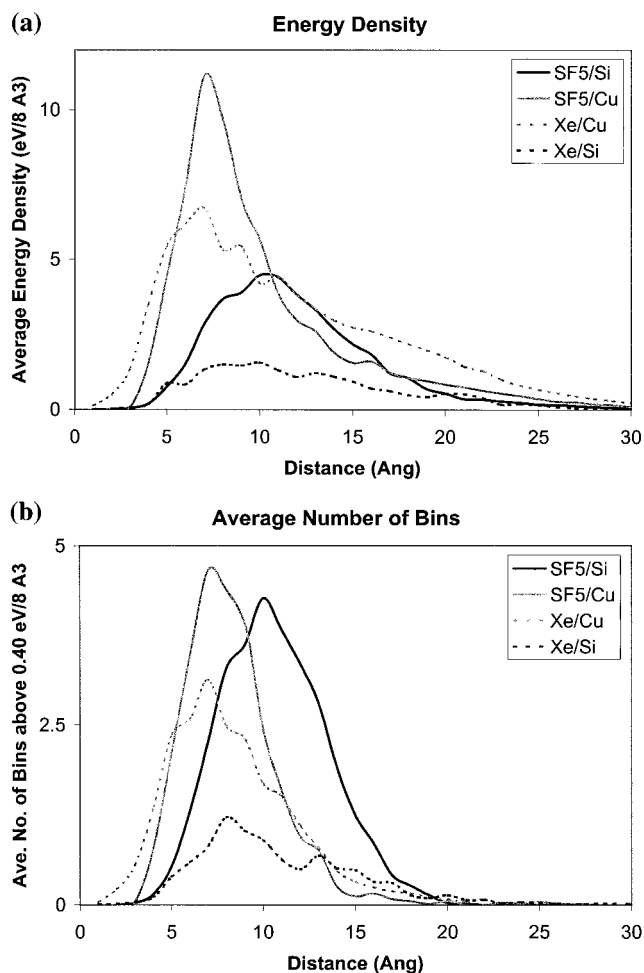 (a)
Energy Density
Average Energy Density (eV/8 A3)
10
5
0
SF5/Si
SF5/Cu
Xe/Cu
Xe/Si
0 5 10 15 20 25 30
Distance (Ang)
(b)
Average Number of Bins
Ave. No. of Bins above 0.40 eV/8 A3
5
2.5
0
SF5/Si
SF5/Cu
Xe/Cu
Xe/Si
0 5 10 15 20 25 30
Distance (Ang)